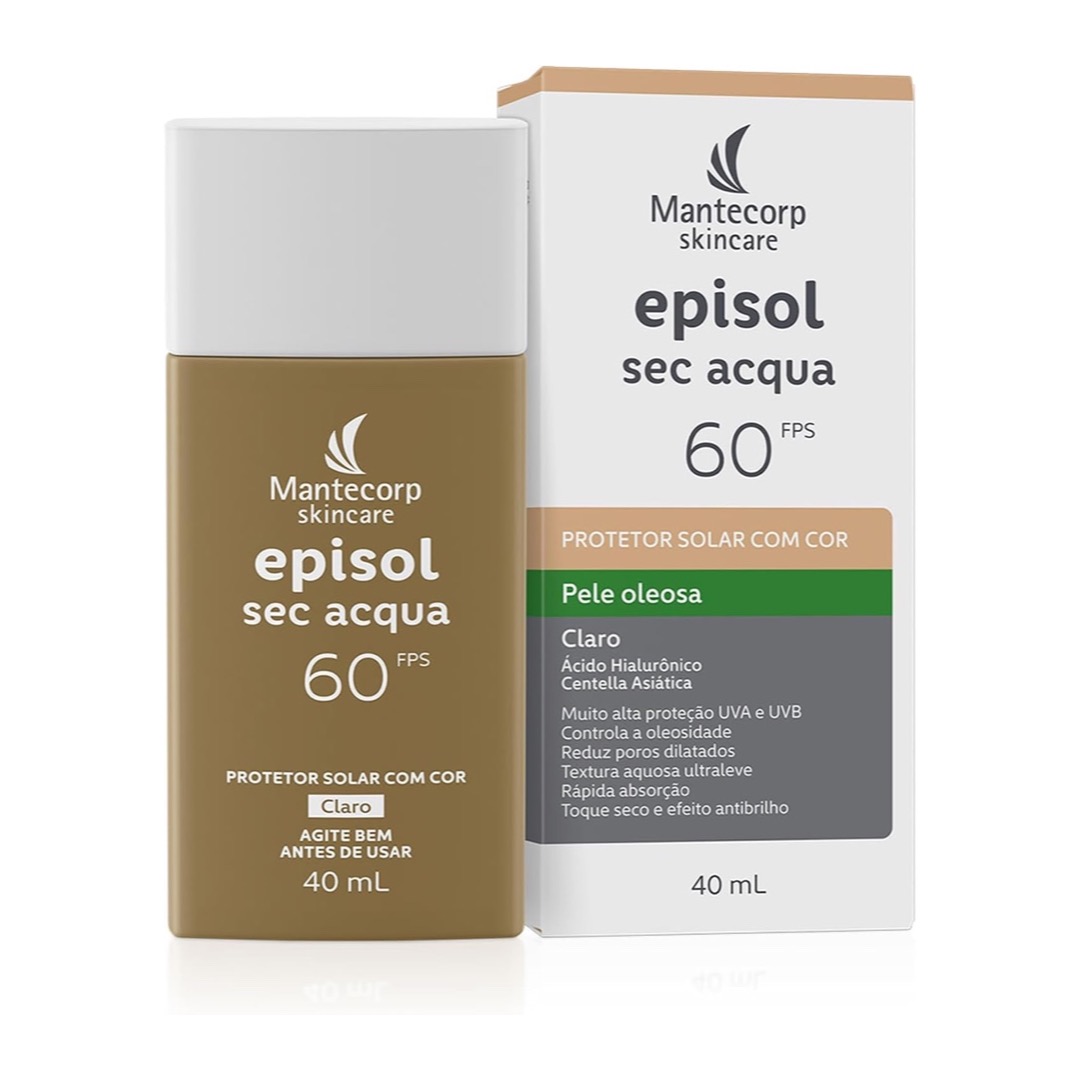 Mantecorp
skincare
episol
sec acqua
60 FPS
PROTETOR SOLAR COM COR
Claro
AGITE BEM
ANTES DE USAR
40 mL
Mantecorp
skincare
episol
sec acqua
60 FPS
PROTETOR SOLAR COM COR
Pele oleosa
Claro
Ácido Hialurônico
Centella Asiática
Muito alta proteção UVA e UVB
Controla a oleosidade
Reduz poros dilatados
Textura aquosa ultraleve
Rápida absorção
Toque seco e efeito antibrilho
40 mL